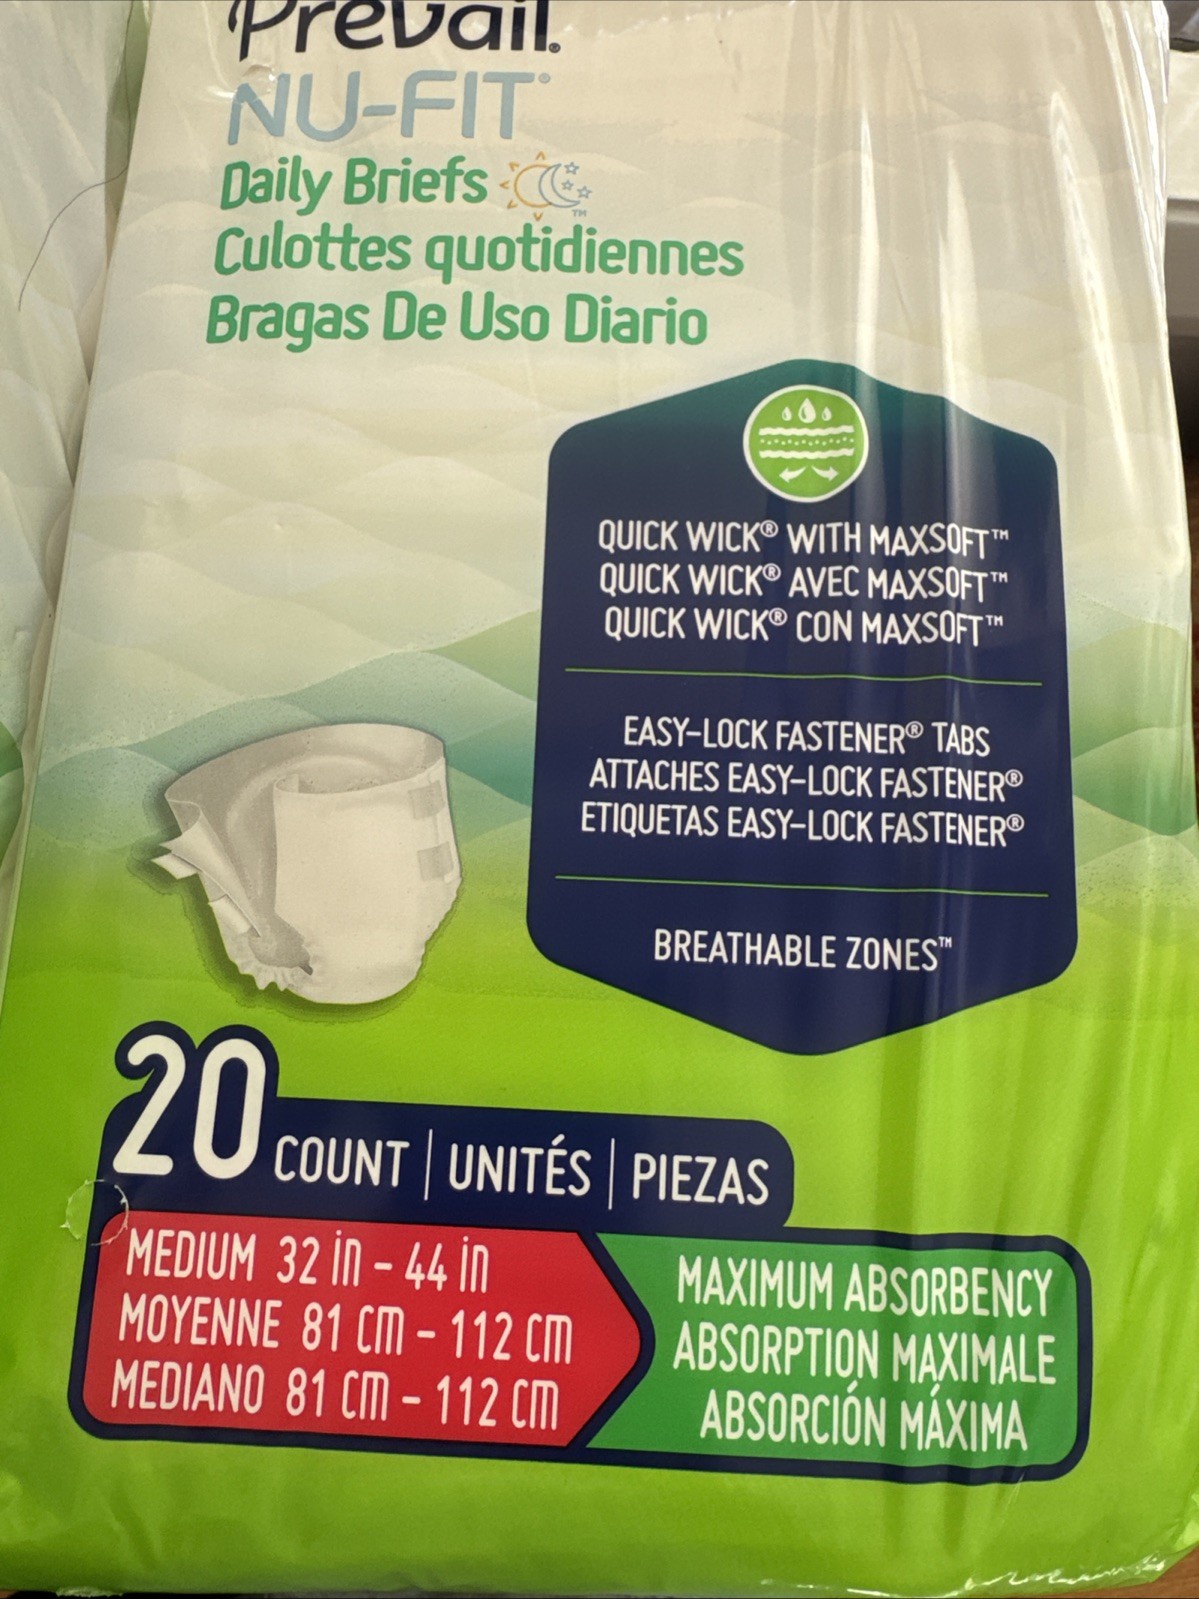 Prevail®
NU-FIT®
Daily Briefs ™
Culottes quotidiennes
Bragas De Uso Diario
QUICK WICK® WITH MAXSOFT™
QUICK WICK® AVEC MAXSOFT™
QUICK WICK® CON MAXSOFT™
EASY-LOCK FASTENER® TABS
ATTACHES EASY-LOCK FASTENER®
ETIQUETAS EASY-LOCK FASTENER®
BREATHABLE ZONES™
20 COUNT | UNITÉS | PIEZAS
MEDIUM 32 in - 44 in
MOYENNE 81 cm - 112 cm
MEDIANO 81 cm - 112 cm
MAXIMUM ABSORBENCY
ABSORPTION MAXIMALE
ABSORCIÓN MÁXIMA